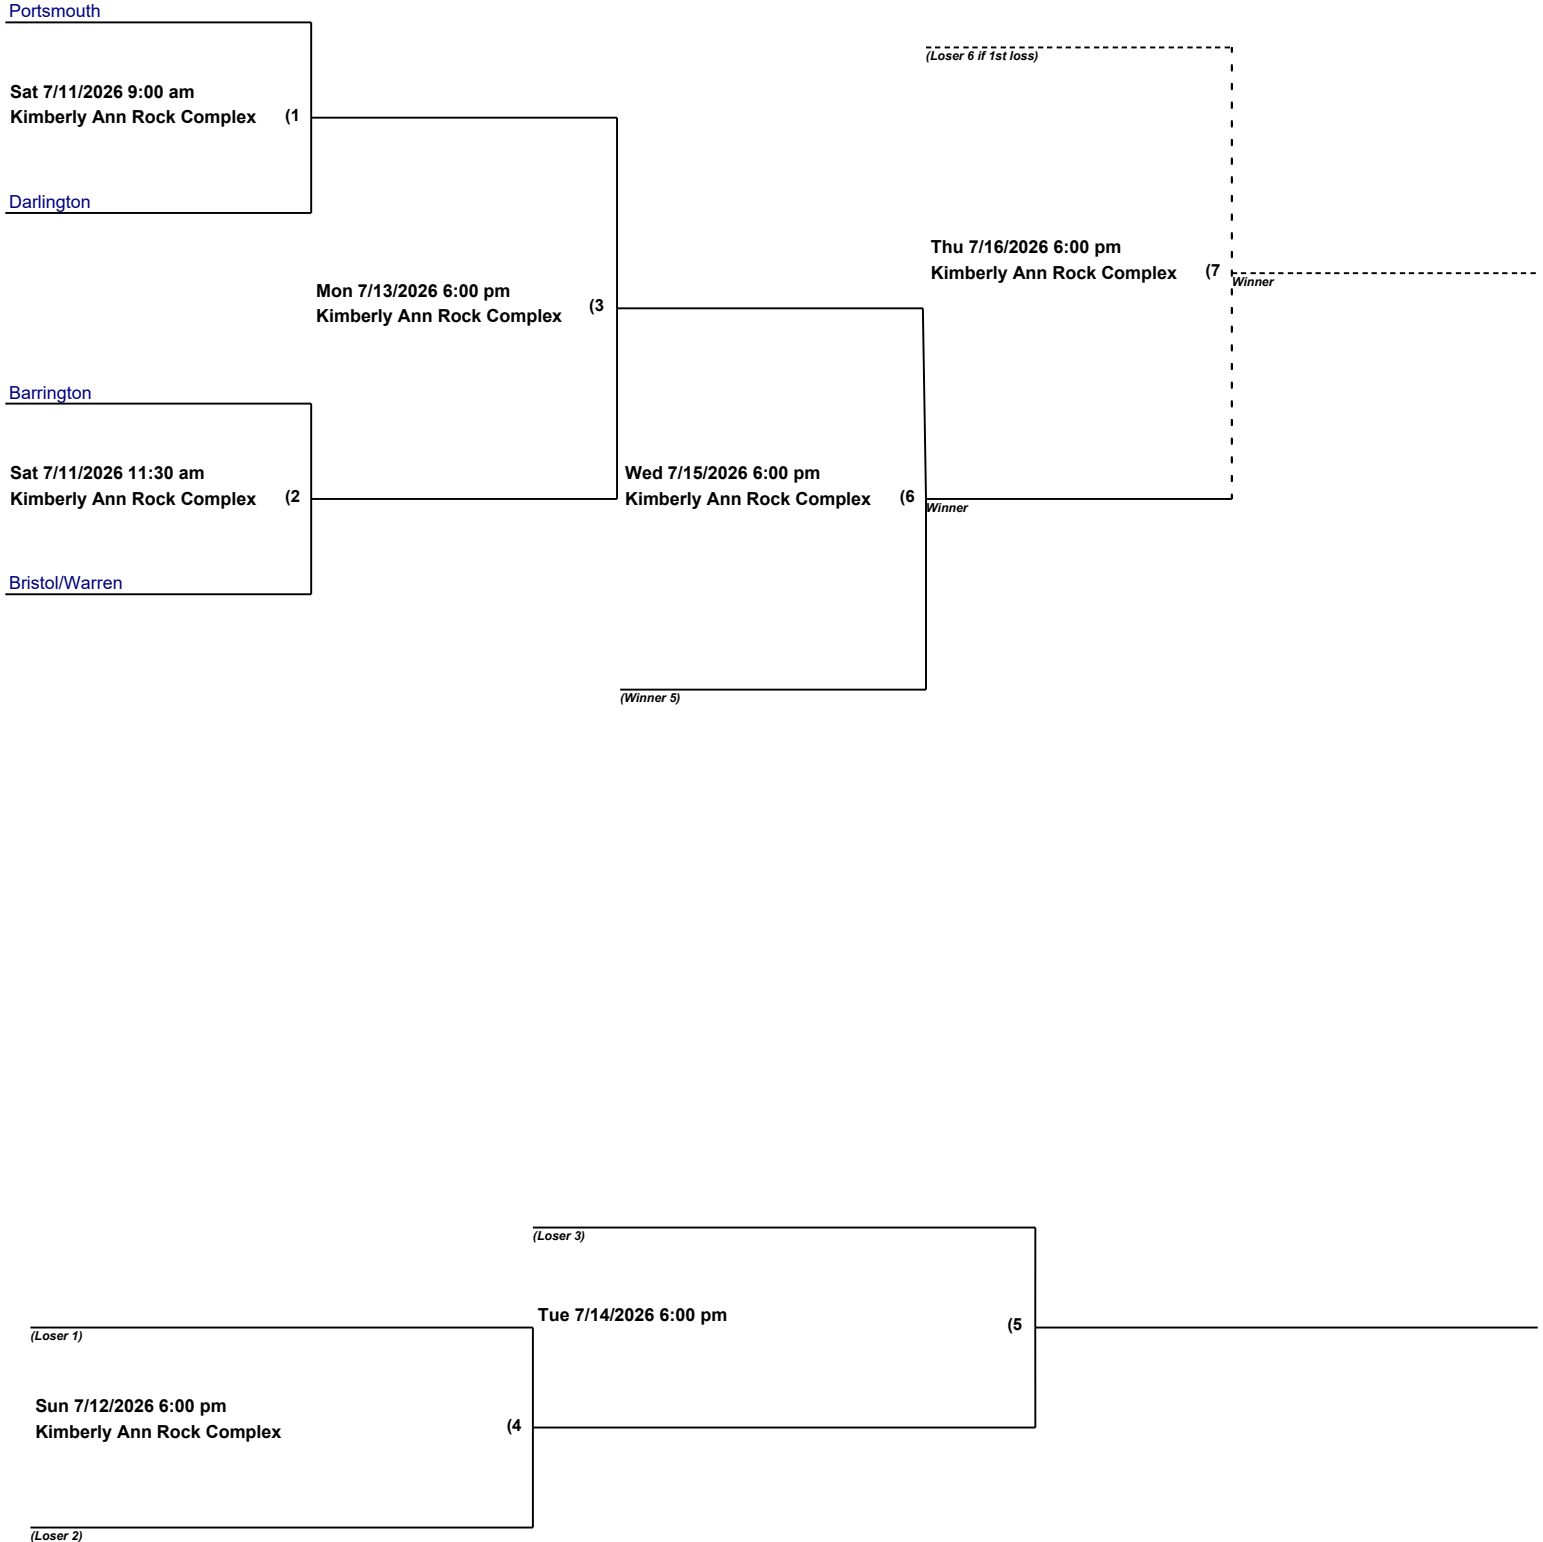 Portsmouth
(Loser 6 if 1st loss)
Sat 7/11/2026 9:00 am
Kimberly Ann Rock Complex (1
Darlington
Thu 7/16/2026 6:00 pm
Kimberly Ann Rock Complex (7
Winner
Mon 7/13/2026 6:00 pm
Kimberly Ann Rock Complex (3
Barrington
Sat 7/11/2026 11:30 am
Kimberly Ann Rock Complex (2
Wed 7/15/2026 6:00 pm
Kimberly Ann Rock Complex (6
Winner
Bristol/Warren
(Winner 5)
(Loser 3)
Tue 7/14/2026 6:00 pm
(5
(Loser 1)
Sun 7/12/2026 6:00 pm
Kimberly Ann Rock Complex (4
(Loser 2)